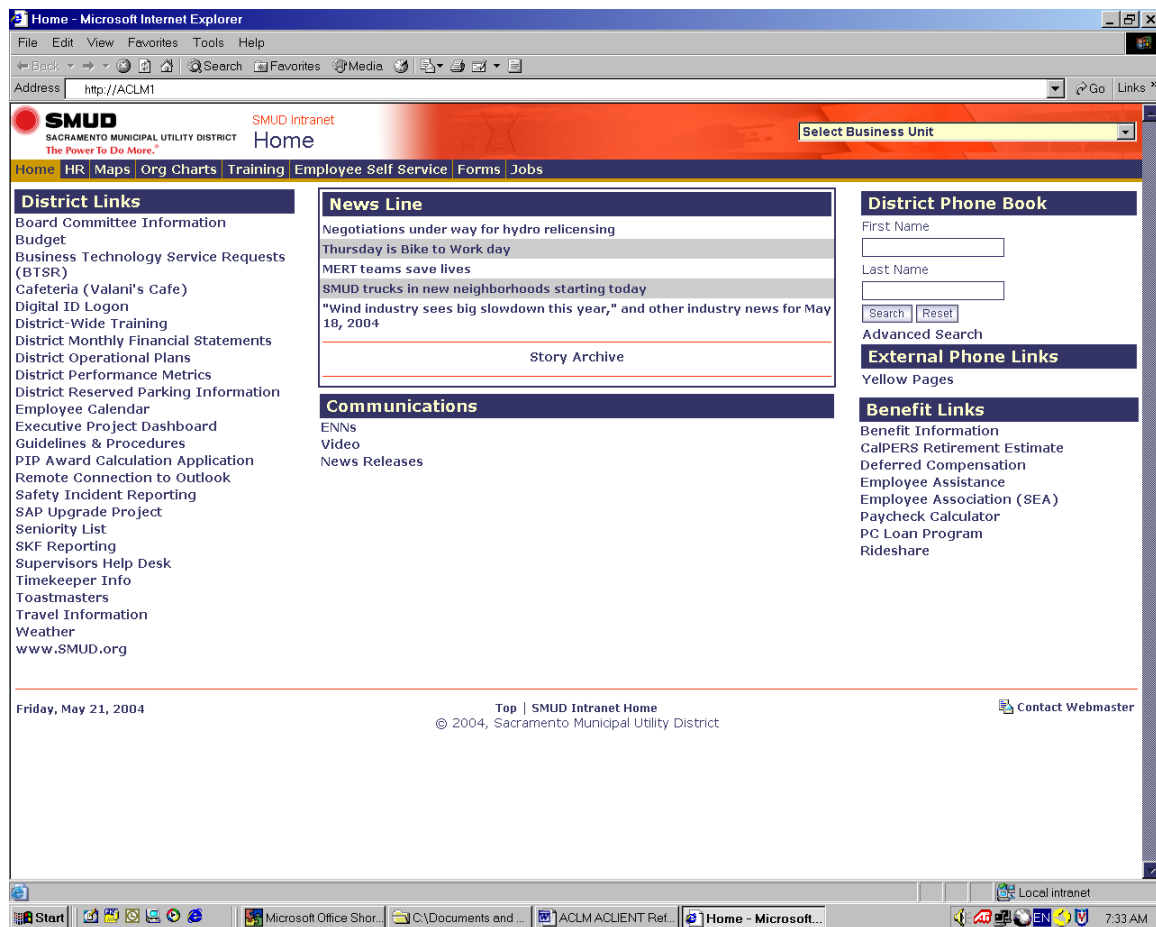 Home - Microsoft Internet Explorer
File Edit View Favorites Tools Help
Back Search Favorites Media
Address http://ACLM1 Go Links »
SMUD
SACRAMENTO MUNICIPAL UTILITY DISTRICT
The Power To Do More.®
SMUD Intranet
Home
Select Business Unit
Home HR Maps Org Charts Training Employee Self Service Forms Jobs
District Links
Board Committee Information
Budget
Business Technology Service Requests
(BTSR)
Cafeteria (Valani's Cafe)
Digital ID Logon
District-Wide Training
District Monthly Financial Statements
District Operational Plans
District Performance Metrics
District Reserved Parking Information
Employee Calendar
Executive Project Dashboard
Guidelines & Procedures
PIP Award Calculation Application
Remote Connection to Outlook
Safety Incident Reporting
SAP Upgrade Project
Seniority List
SKF Reporting
Supervisors Help Desk
Timekeeper Info
Toastmasters
Travel Information
Weather
www.SMUD.org
News Line
Negotiations under way for hydro relicensing
Thursday is Bike to Work day
MERT teams save lives
SMUD trucks in new neighborhoods starting today
"Wind industry sees big slowdown this year," and other industry news for May
18, 2004
Story Archive
Communications
ENNs
Video
News Releases
District Phone Book
First Name
Last Name
Search Reset
Advanced Search
External Phone Links
Yellow Pages
Benefit Links
Benefit Information
CalPERS Retirement Estimate
Deferred Compensation
Employee Assistance
Employee Association (SEA)
Paycheck Calculator
PC Loan Program
Rideshare
Friday, May 21, 2004
Top | SMUD Intranet Home
© 2004, Sacramento Municipal Utility District
Contact Webmaster
Local intranet
Start Microsoft Office Shor... C:\Documents and ... ACLM ACLIENT Ref... Home - Microsoft... EN 7:33 AM